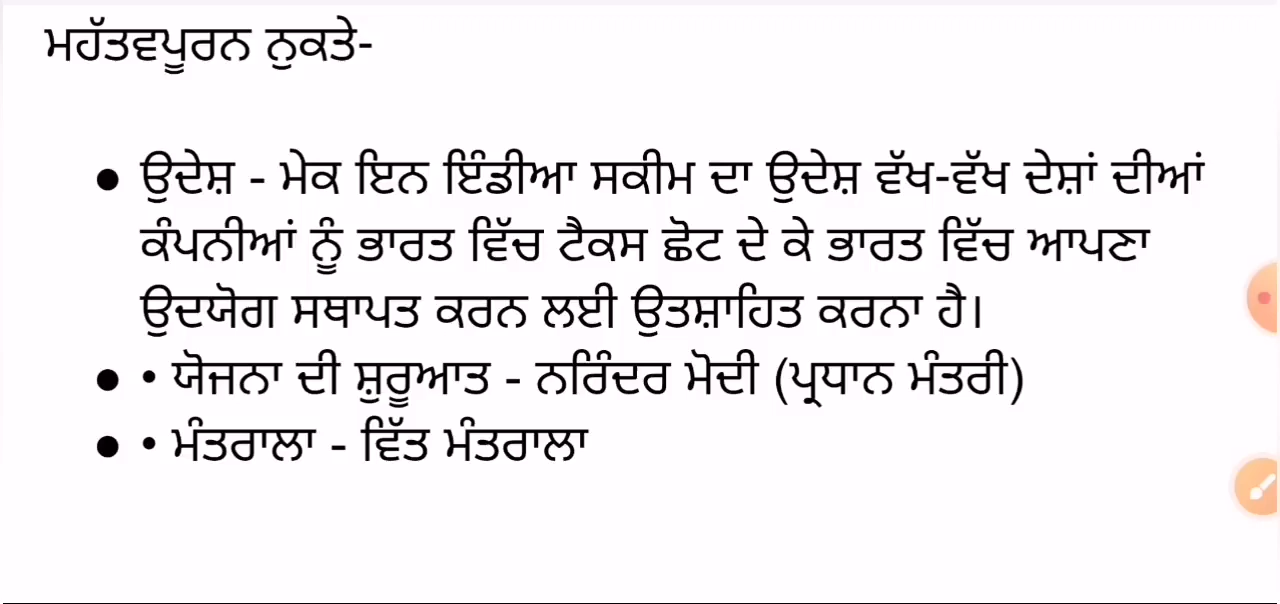 ਮਹੱਤਵਪੂਰਨ ਨੁਕਤੇ-
● ਉਦੇਸ਼ - ਮੇਕ ਇਨ ਇੰਡੀਆ ਸਕੀਮ ਦਾ ਉਦੇਸ਼ ਵੱਖ-ਵੱਖ ਦੇਸ਼ਾਂ ਦੀਆਂ
ਕੰਪਨੀਆਂ ਨੂੰ ਭਾਰਤ ਵਿੱਚ ਟੈਕਸ ਛੋਟ ਦੇ ਕੇ ਭਾਰਤ ਵਿੱਚ ਆਪਣਾ
ਉਦਯੋਗ ਸਥਾਪਤ ਕਰਨ ਲਈ ਉਤਸ਼ਾਹਿਤ ਕਰਨਾ ਹੈ।
● • ਯੋਜਨਾ ਦੀ ਸ਼ੁਰੂਆਤ - ਨਰਿੰਦਰ ਮੋਦੀ (ਪ੍ਰਧਾਨ ਮੰਤਰੀ)
● • ਮੰਤਰਾਲਾ - ਵਿੱਤ ਮੰਤਰਾਲਾ